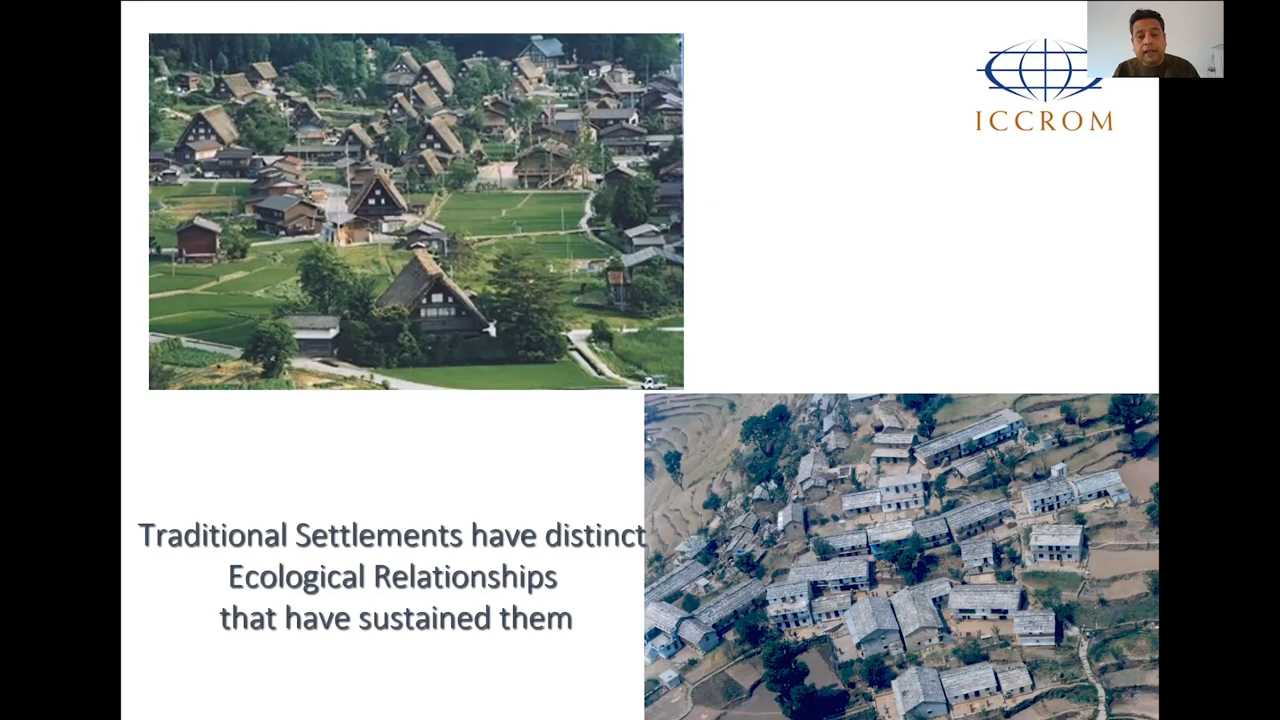 ICCROM
Traditional Settlements have distinct
Ecological Relationships
that have sustained them